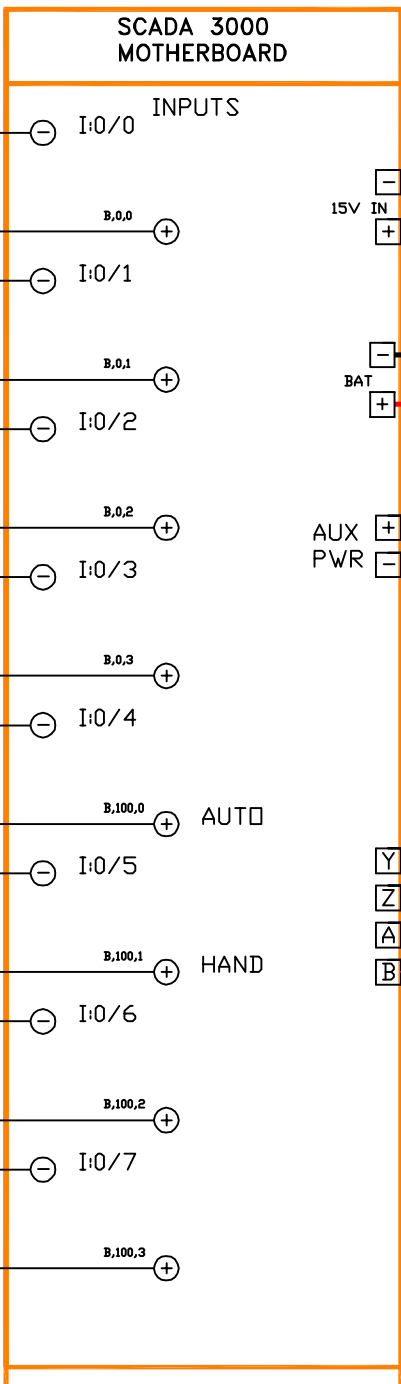 SCADA 3000
MOTHERBOARD
INPUTS
I:0/0
-
-
15V IN
B,0,0
+
+
I:0/1
-
-
B,0,1
+
BAT
+
I:0/2
-
B,0,2
+
AUX
+
PWR
-
I:0/3
-
B,0,3
+
I:0/4
-
B,100,0
+
AUTO
I:0/5
-
Y
Z
A
B,100,1
+
HAND
B
I:0/6
-
B,100,2
+
I:0/7
-
B,100,3
+